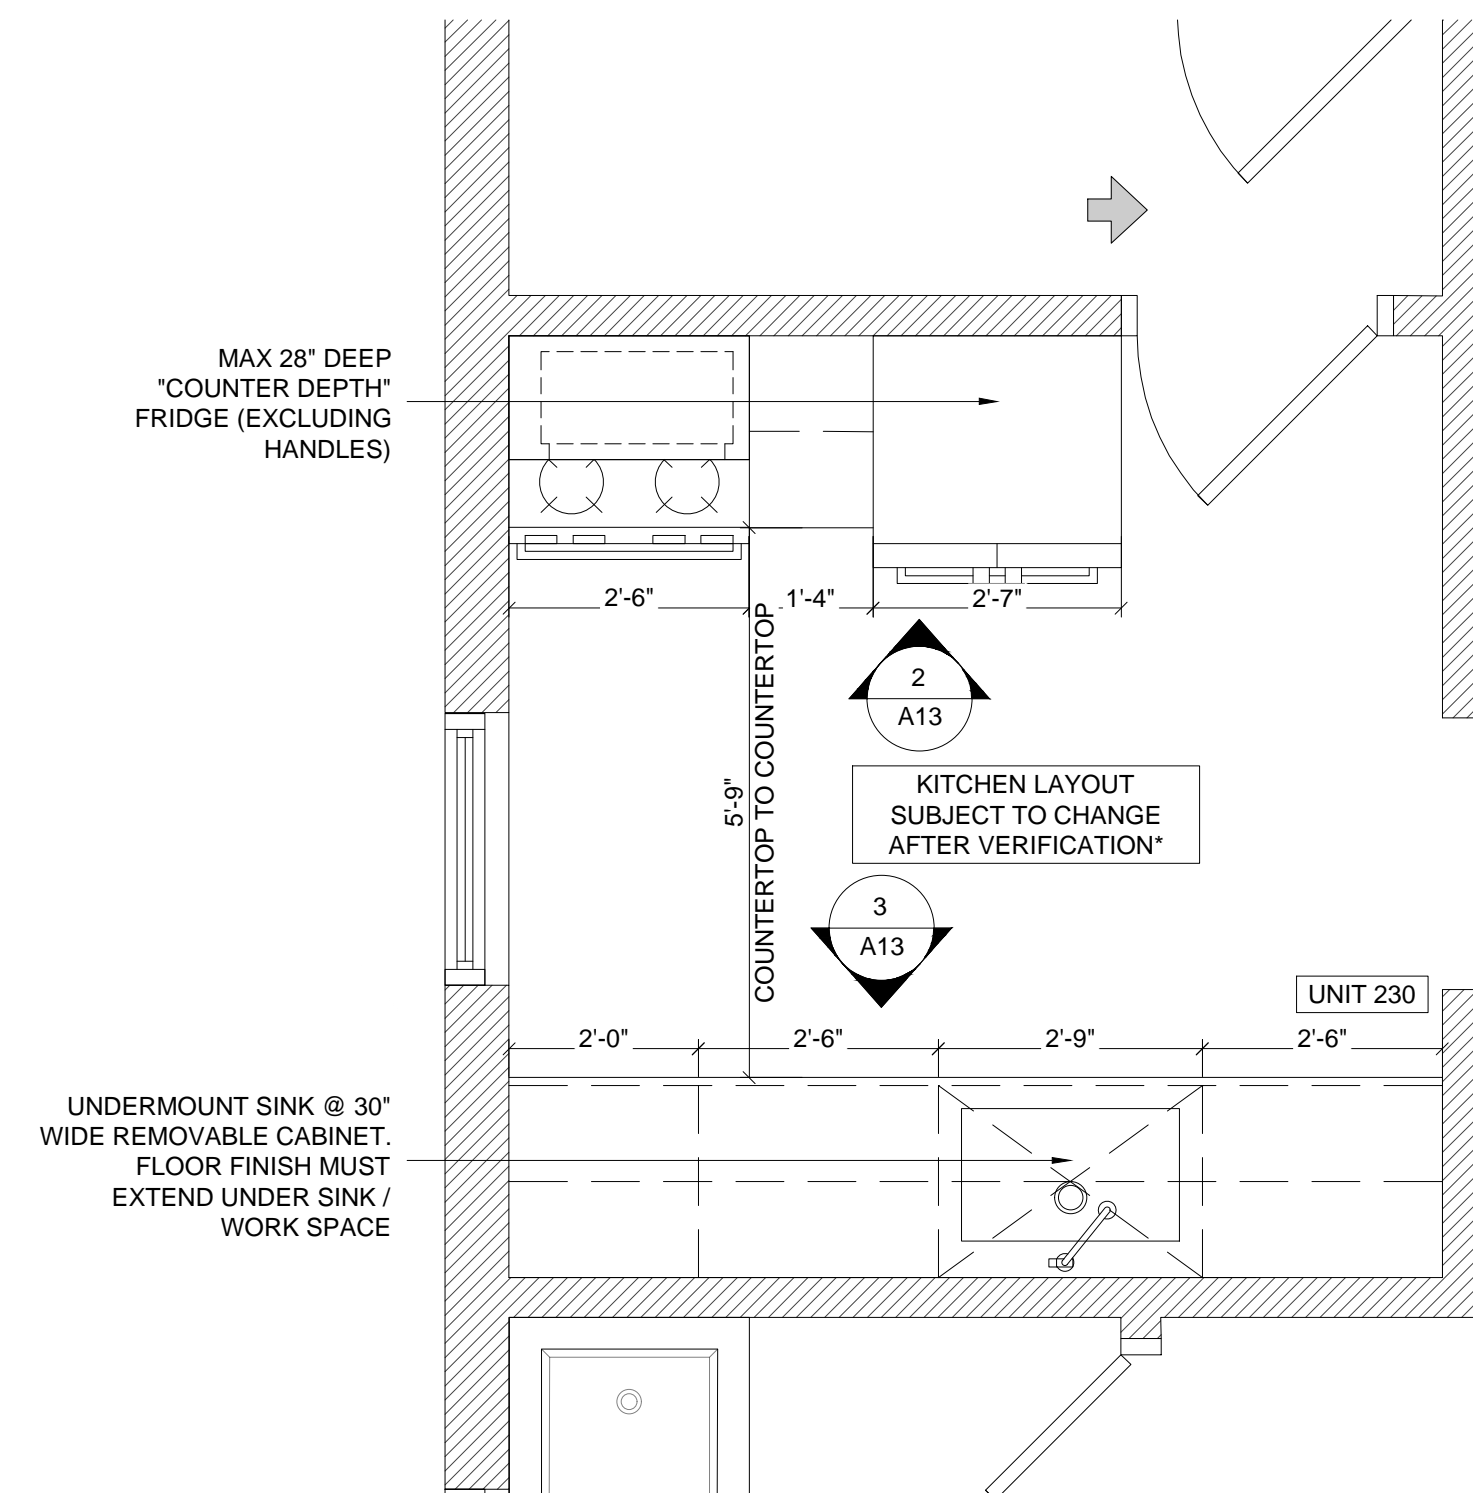 MAX 28" DEEP
"COUNTER DEPTH"
FRIDGE (EXCLUDING
HANDLES)
2'-6"
1'-4"
2'-7"
COUNTERTOP TO COUNTERTOP
5'-9"
2
A13
KITCHEN LAYOUT
SUBJECT TO CHANGE
AFTER VERIFICATION*
3
A13
UNIT 230
2'-0"
2'-6"
2'-9"
2'-6"
UNDERMOUNT SINK @ 30"
WIDE REMOVABLE CABINET.
FLOOR FINISH MUST
EXTEND UNDER SINK /
WORK SPACE